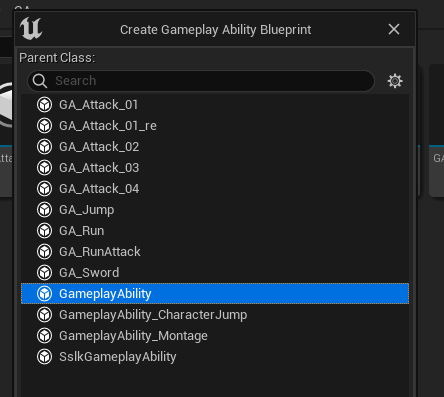 Create Gameplay Ability Blueprint
Parent Class:
Search
GA_Attack_01
GA_Attack_01_re
GA_Attack_02
GA_Attack_03
GA_Attack_04
GA_Jump
GA_Run
GA_RunAttack
GA_Sword
GameplayAbility
GameplayAbility_CharacterJump
GameplayAbility_Montage
SslkGameplayAbility